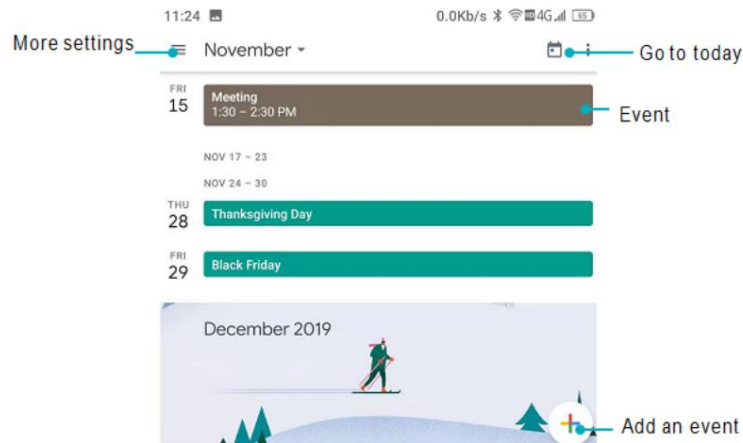 11:24
0.0Kb/s HD 4G 65
More settings
November
Go to today
FRI
15
Meeting
1:30 – 2:30 PM
Event
NOV 17 – 23
NOV 24 – 30
THU
28
Thanksgiving Day
FRI
29
Black Friday
December 2019
Add an event